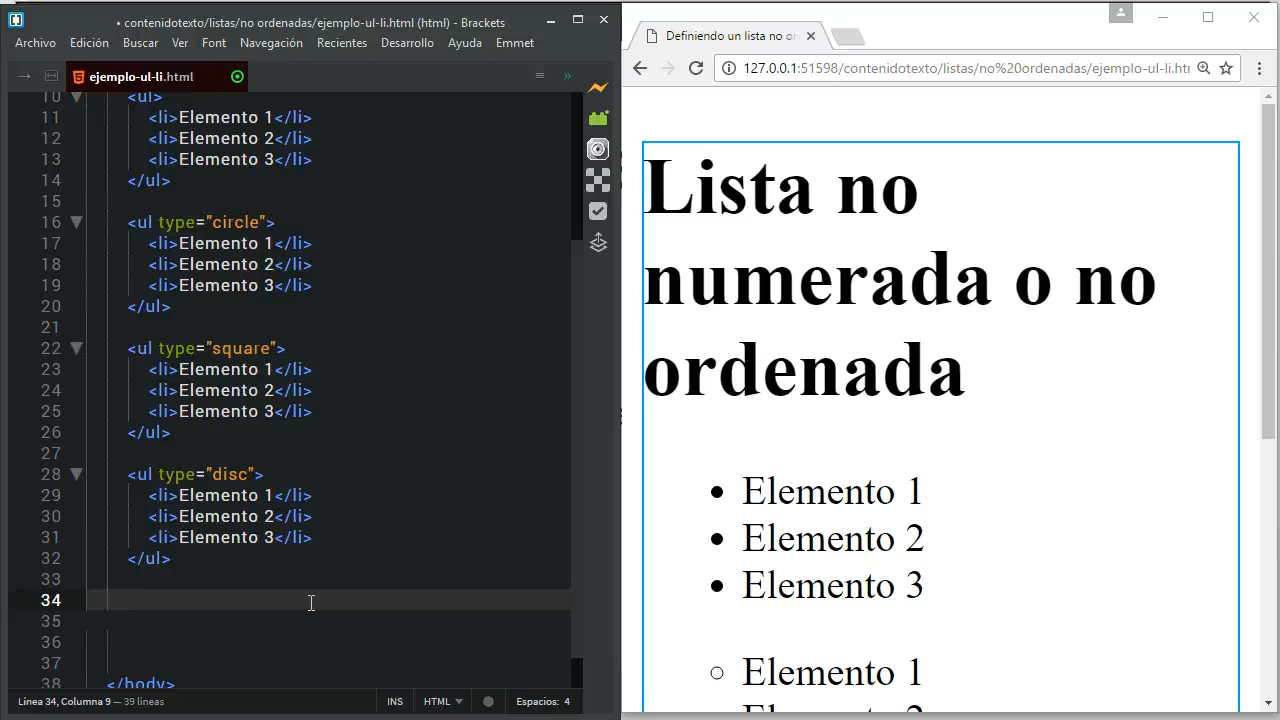 • contenidotexto/listas/no ordenadas/ejemplo-ul-li.html (html) - Brackets
Archivo Edición Buscar Ver Font Navegación Recientes Desarrollo Ayuda Emmet
ejemplo-ul-li.html
10 <ul>
11 <li>Elemento 1</li>
12 <li>Elemento 2</li>
13 <li>Elemento 3</li>
14 </ul>
15
16 <ul type="circle">
17 <li>Elemento 1</li>
18 <li>Elemento 2</li>
19 <li>Elemento 3</li>
20 </ul>
21
22 <ul type="square">
23 <li>Elemento 1</li>
24 <li>Elemento 2</li>
25 <li>Elemento 3</li>
26 </ul>
27
28 <ul type="disc">
29 <li>Elemento 1</li>
30 <li>Elemento 2</li>
31 <li>Elemento 3</li>
32 </ul>
33
34
35
36
37
38 </body>
Línea 34, Columna 9 — 39 líneas INS HTML Espacios: 4
Definiendo un lista no o
127.0.0.1:51598/contenidotexto/listas/no%20ordenadas/ejemplo-ul-li.ht
Lista no
numerada o no
ordenada
• Elemento 1
• Elemento 2
• Elemento 3
○ Elemento 1